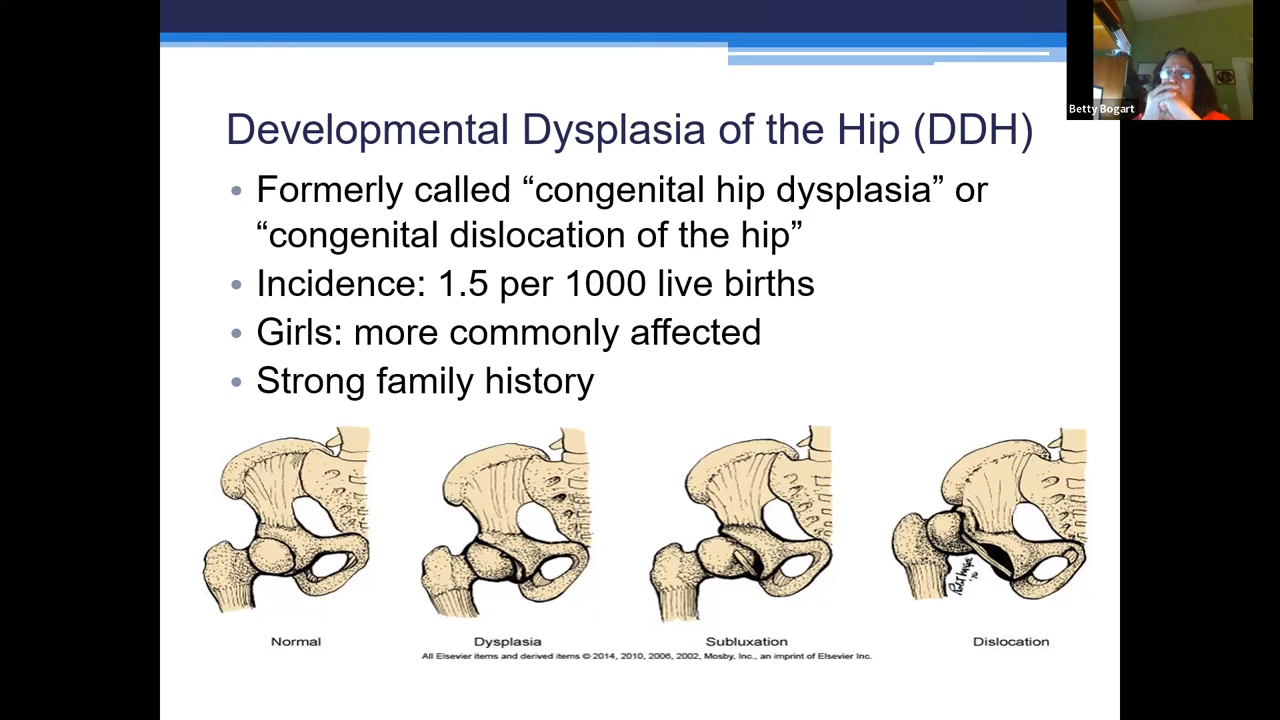 Betty Bogart
Developmental Dysplasia of the Hip (DDH)
• Formerly called “congenital hip dysplasia” or
“congenital dislocation of the hip”
• Incidence: 1.5 per 1000 live births
• Girls: more commonly affected
• Strong family history
Normal
Dysplasia
Subluxation
Dislocation
All Elsevier items and derived items © 2014, 2010, 2006, 2002, Mosby, Inc., an imprint of Elsevier Inc.